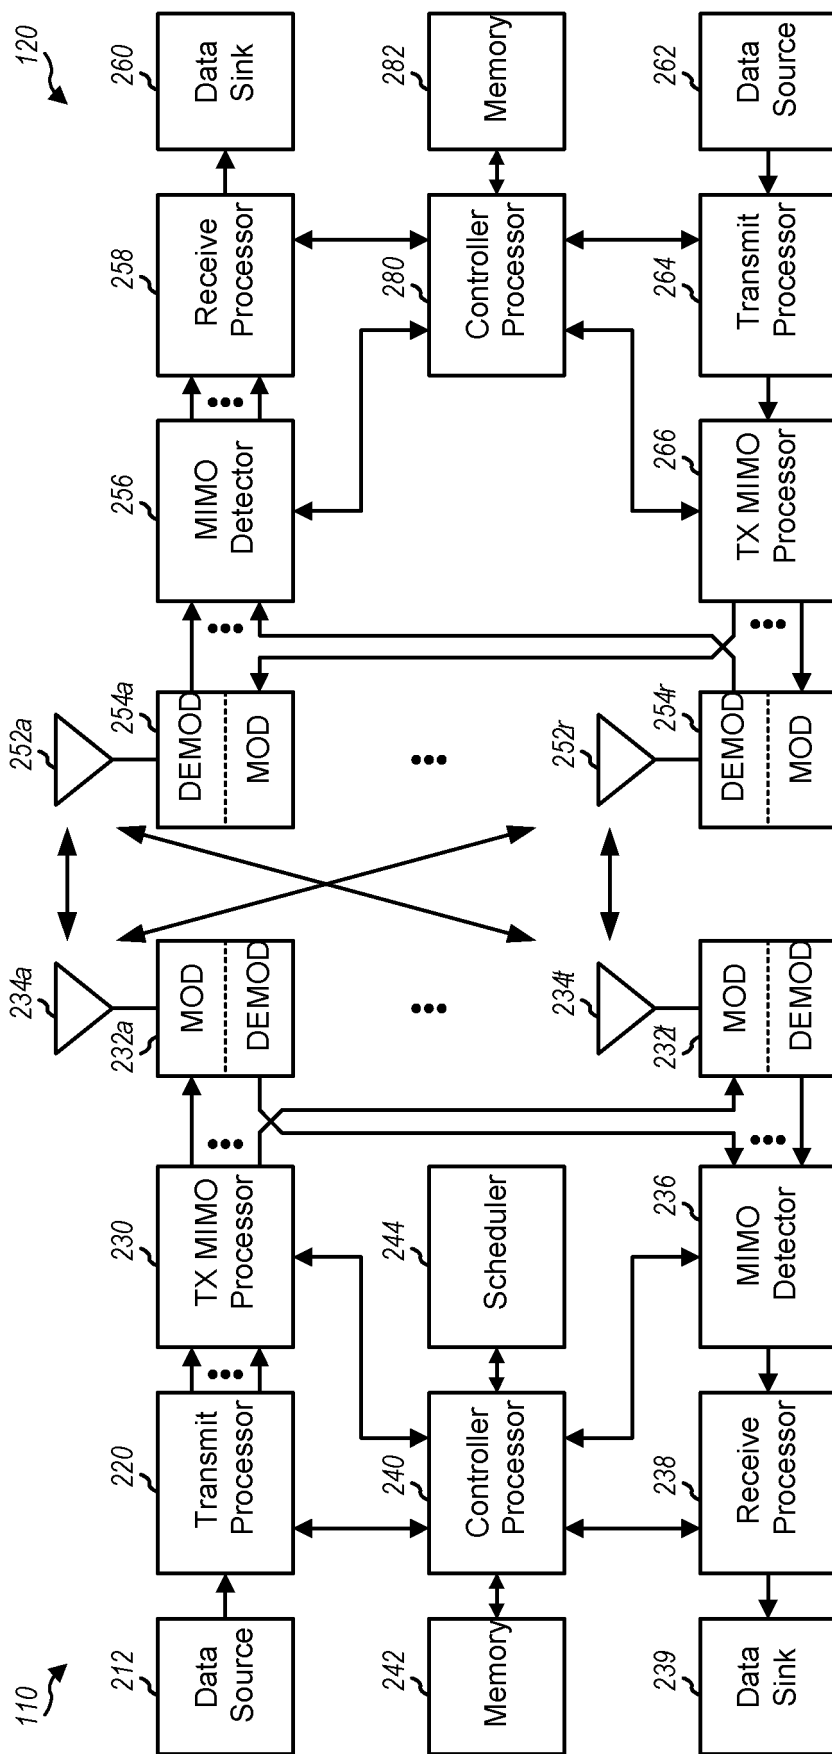 110
120
212
Data
Source
220
Transmit
Processor
230
TX MIMO
Processor
232a
MOD
DEMOD
234a
252a
254a
DEMOD
MOD
256
MIMO
Detector
258
Receive
Processor
260
Data
Sink
242
Memory
240
Controller
Processor
244
Scheduler
280
Controller
Processor
282
Memory
239
Data
Sink
238
Receive
Processor
236
MIMO
Detector
232t
MOD
DEMOD
234t
252r
254r
DEMOD
MOD
266
TX MIMO
Processor
264
Transmit
Processor
262
Data
Source